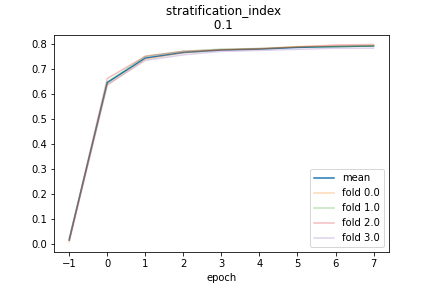 stratification_index
0.1
0.8
0.7
0.6
0.5
0.4
0.3
0.2
0.1
0.0
mean
fold 0.0
fold 1.0
fold 2.0
fold 3.0
−1 0 1 2 3 4 5 6 7
epoch